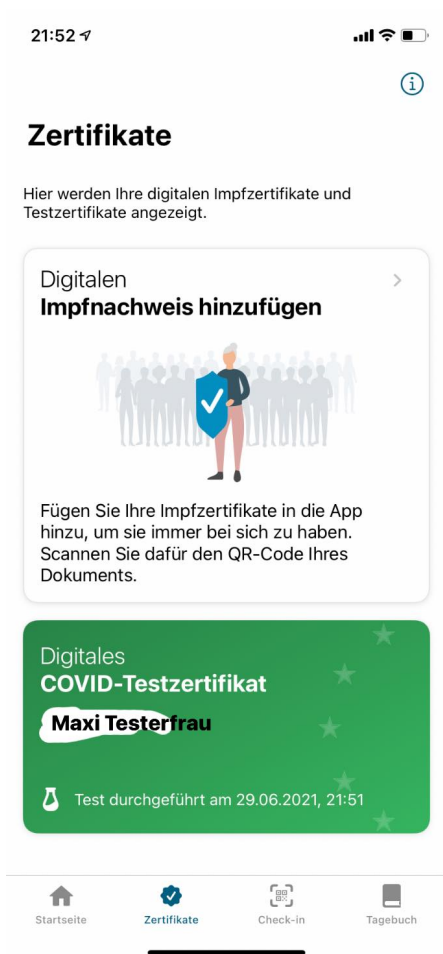 21:52
Zertifikate
Hier werden Ihre digitalen Impfzertifikate und
Testzertifikate angezeigt.
Digitalen
Impfnachweis hinzufügen
Fügen Sie Ihre Impfzertifikate in die App
hinzu, um sie immer bei sich zu haben.
Scannen Sie dafür den QR-Code Ihres
Dokuments.
Digitales
COVID-Testzertifikat
Maxi Testerfrau
Test durchgeführt am 29.06.2021, 21:51
Startseite Zertifikate Check-in Tagebuch